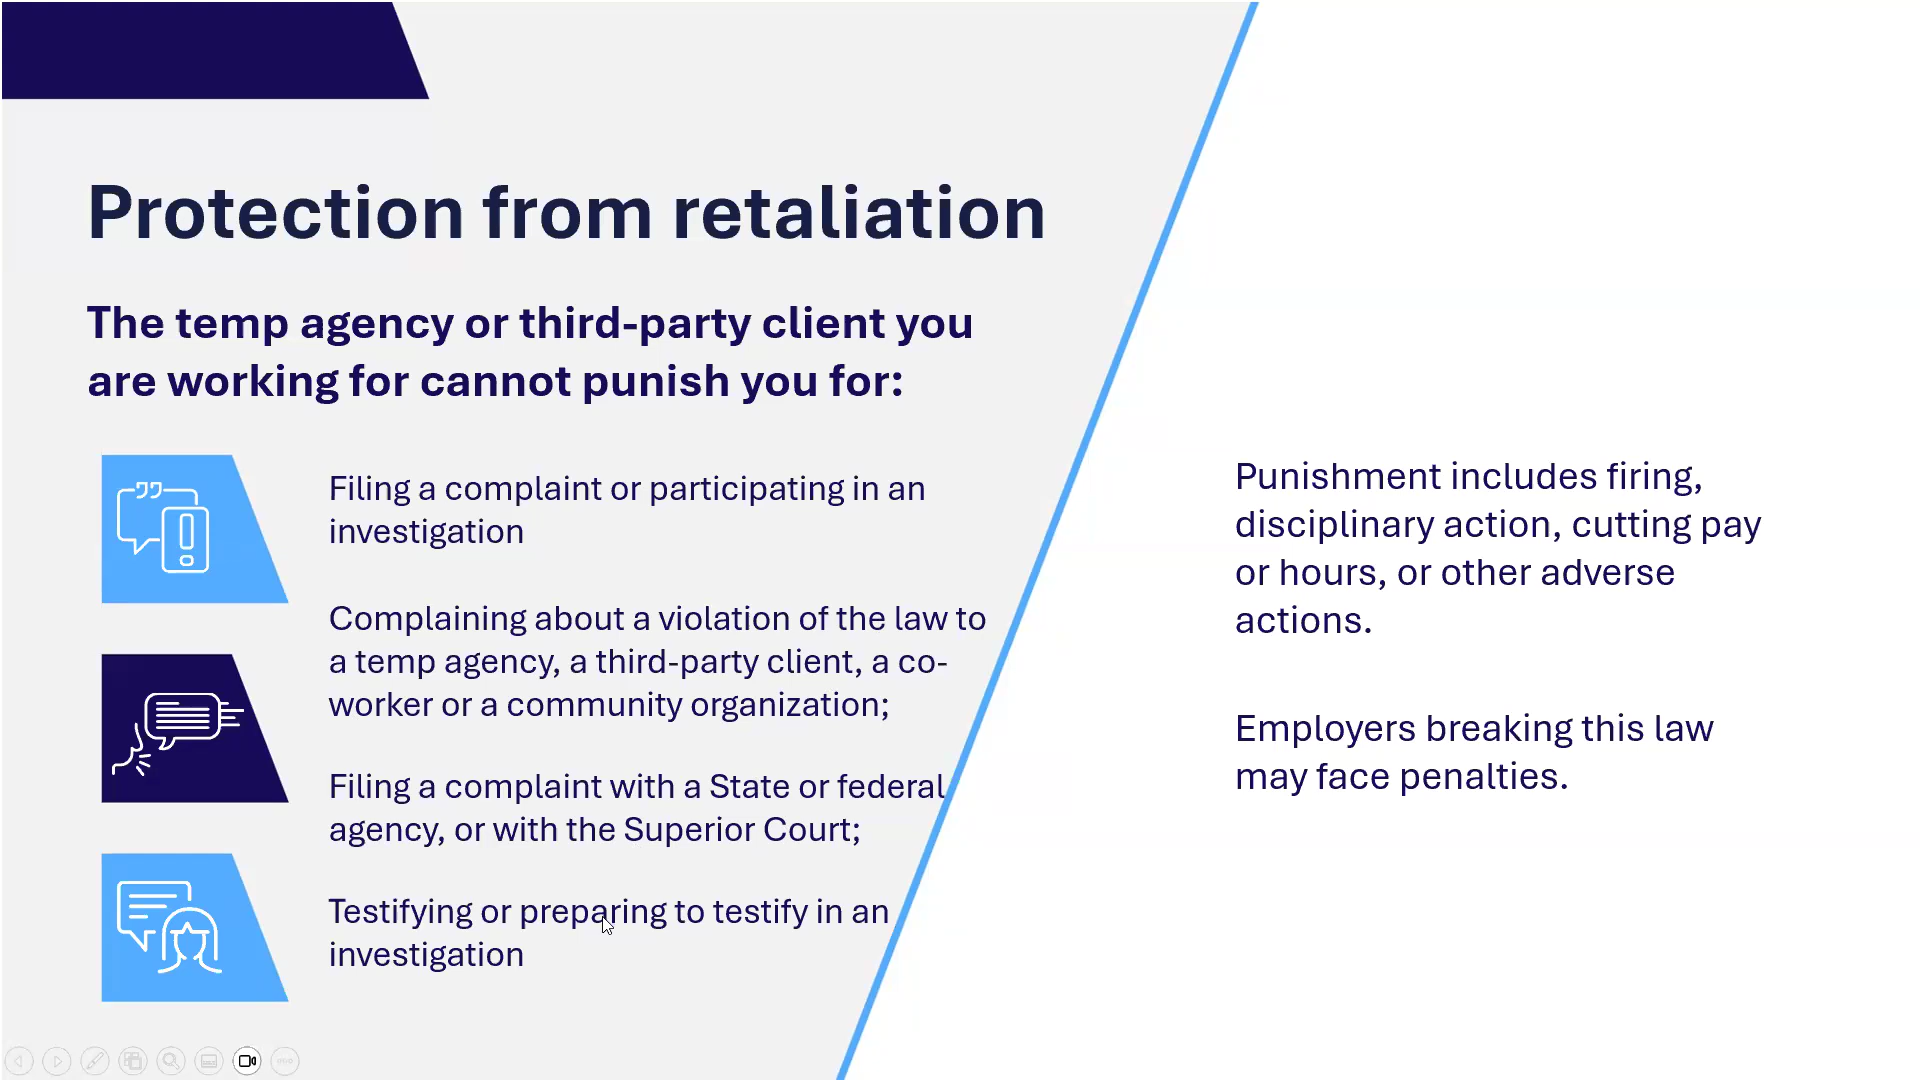 Protection from retaliation
The temp agency or third-party client you
are working for cannot punish you for:
Filing a complaint or participating in an
investigation
Complaining about a violation of the law to
a temp agency, a third-party client, a co-
worker or a community organization;
Filing a complaint with a State or federal
agency, or with the Superior Court;
Testifying or preparing to testify in an
investigation
Punishment includes firing,
disciplinary action, cutting pay
or hours, or other adverse
actions.
Employers breaking this law
may face penalties.